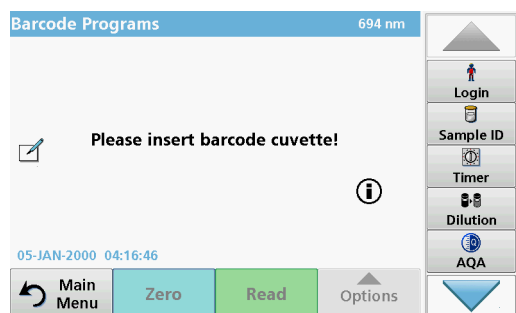 Barcode Programs 694 nm
Please insert barcode cuvette!
05-JAN-2000 04:16:46
Main
Menu
Zero
Read
Options
Login
Sample ID
Timer
Dilution
AQA